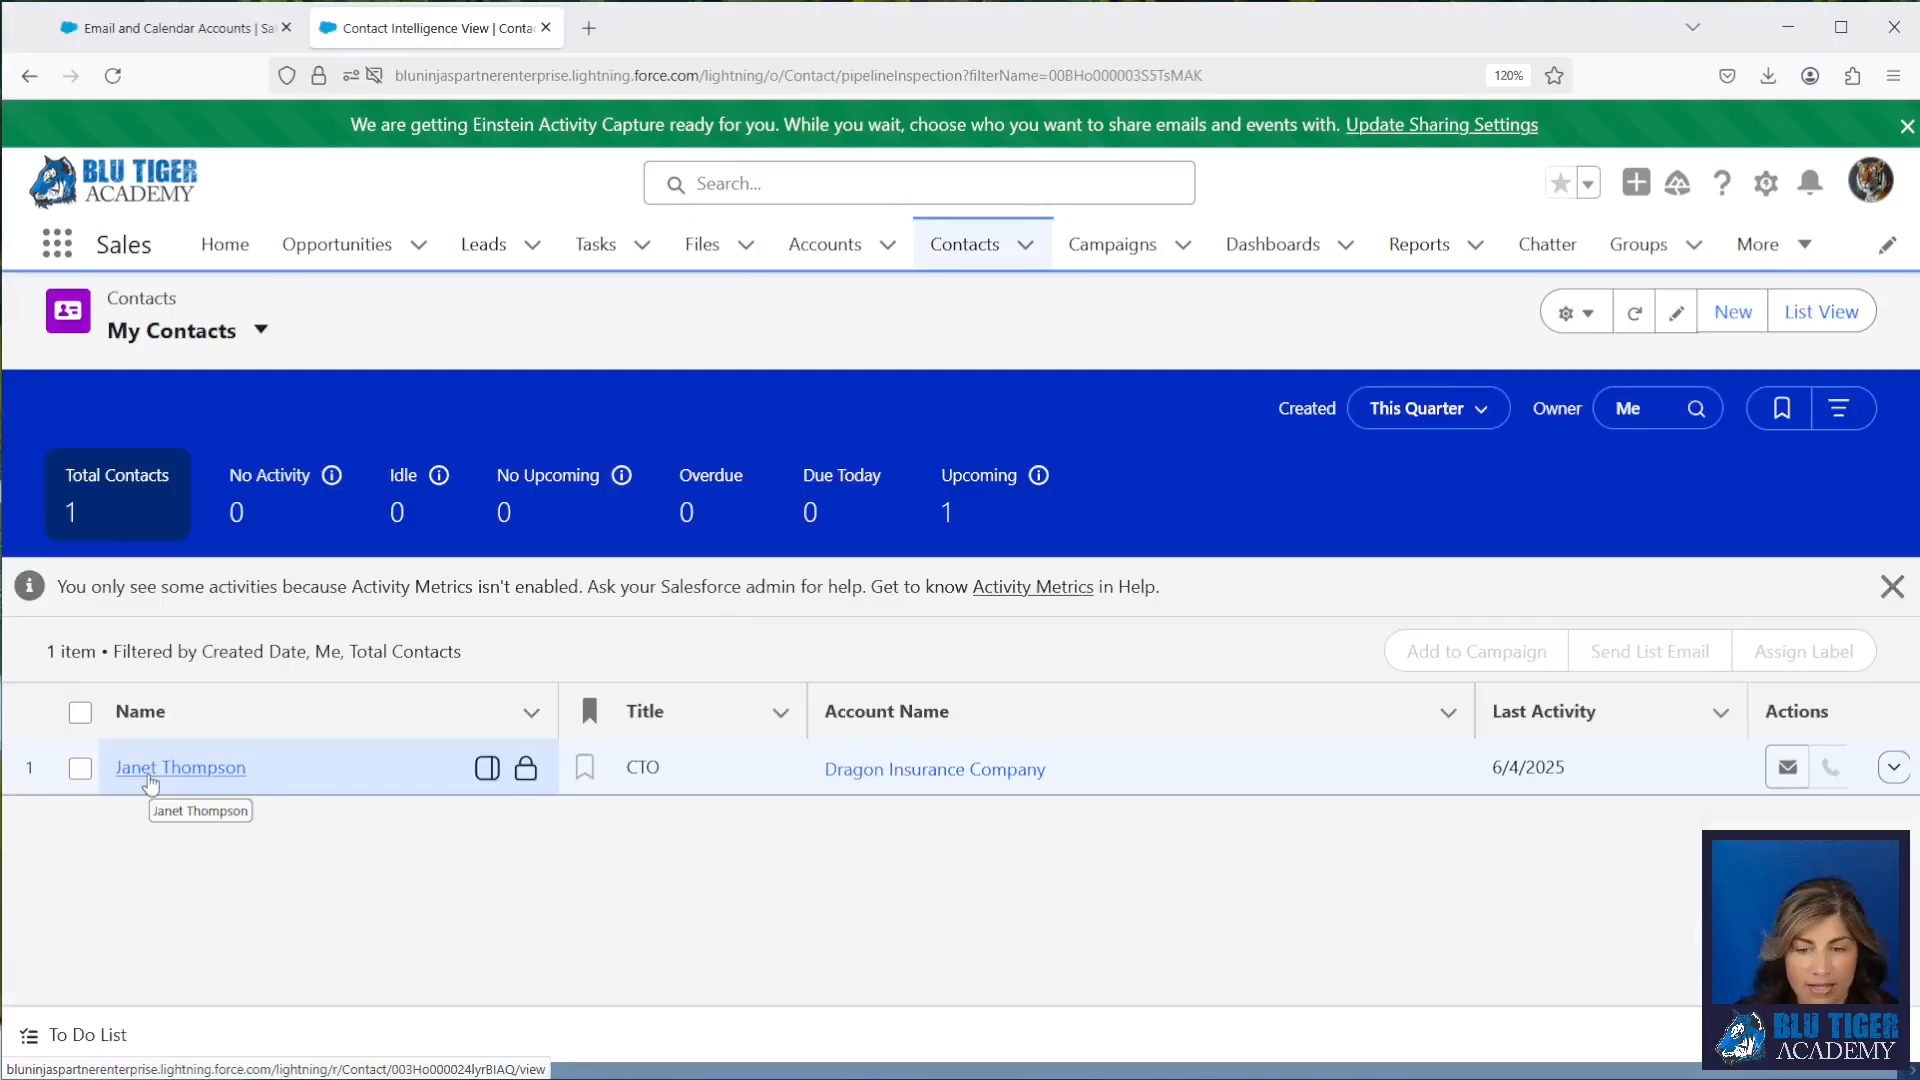 Email and Calendar Accounts | Sa
Contact Intelligence View | Conta
bluninjaspartnerenterprise.lightning.force.com/lightning/o/Contact/pipelineInspection?filterName=00BHo000003S5TsMAK
120%
We are getting Einstein Activity Capture ready for you. While you wait, choose who you want to share emails and events with. Update Sharing Settings
BLU TIGER
ACADEMY
Search...
Sales
Home
Opportunities
Leads
Tasks
Files
Accounts
Contacts
Campaigns
Dashboards
Reports
Chatter
Groups
More
Contacts
My Contacts
New
List View
Created
This Quarter
Owner
Me
Total Contacts
1
No Activity
0
Idle
0
No Upcoming
0
Overdue
0
Due Today
0
Upcoming
1
You only see some activities because Activity Metrics isn't enabled. Ask your Salesforce admin for help. Get to know Activity Metrics in Help.
1 item • Filtered by Created Date, Me, Total Contacts
Add to Campaign
Send List Email
Assign Label
Name
Title
Account Name
Last Activity
Actions
1
Janet Thompson
CTO
Dragon Insurance Company
6/4/2025
Janet Thompson
To Do List
bluninjaspartnerenterprise.lightning.force.com/lightning/r/Contact/003Ho000024lyrBIAQ/view
BLU TIGER
ACADEMY